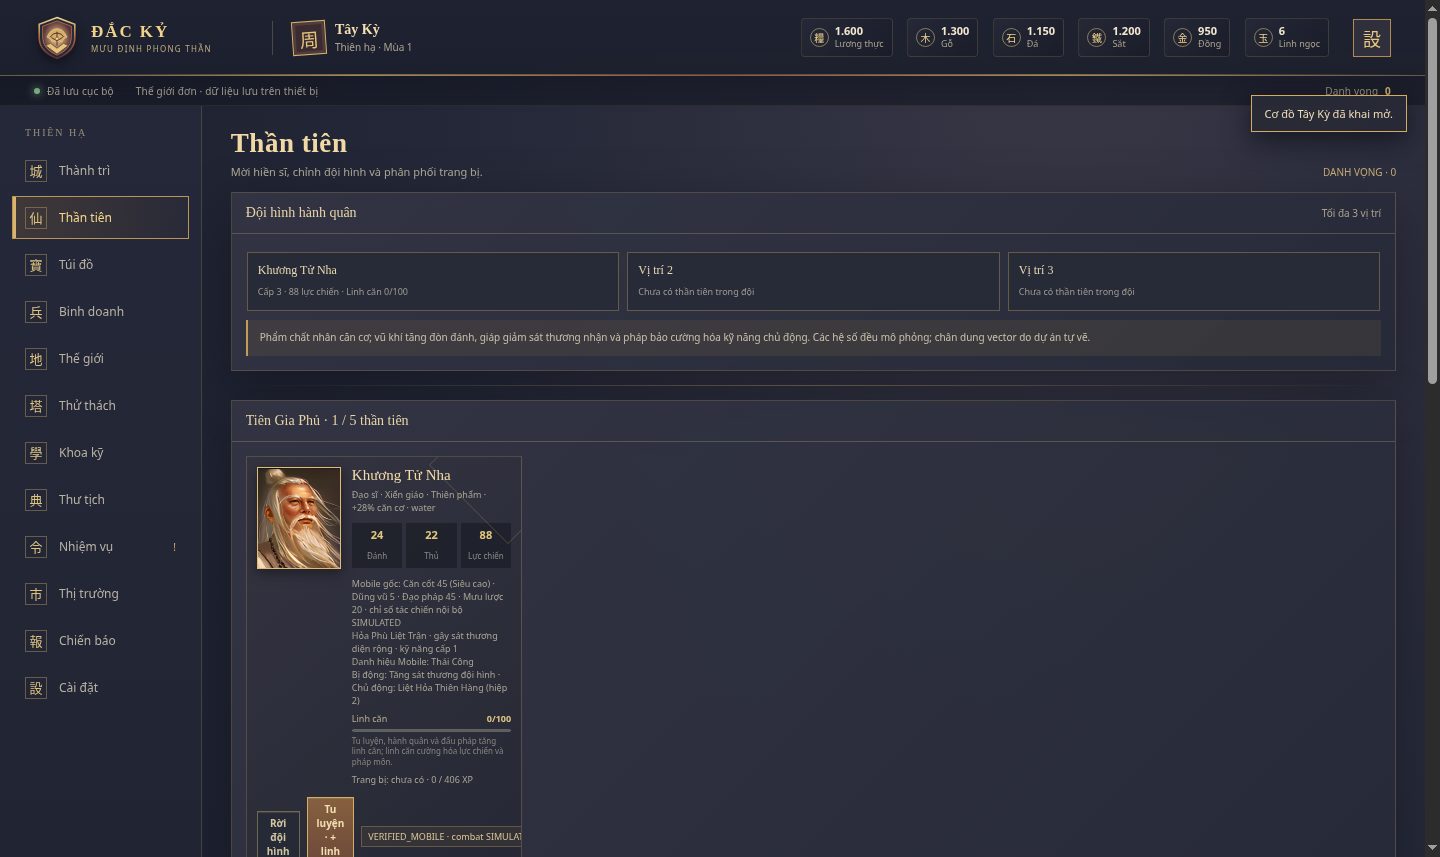 ĐẮC KỶ
MƯU ĐỊNH PHONG THẦN
周
Tây Kỳ
Thiên hạ · Mùa 1
糧 1.600 Lương thực
木 1.300 Gỗ
石 1.150 Đá
鐵 1.200 Sắt
金 950 Đồng
玉 6 Linh ngọc
設
Đã lưu cục bộ
Thế giới đơn · dữ liệu lưu trên thiết bị
Danh vọng 0
Cơ đồ Tây Kỳ đã khai mở.
THIÊN HẠ
城 Thành trì
仙 Thần tiên
寶 Túi đồ
兵 Binh doanh
地 Thế giới
塔 Thử thách
學 Khoa kỹ
典 Thư tịch
令 Nhiệm vụ !
市 Thị trường
報 Chiến báo
設 Cài đặt
Thần tiên
Mời hiền sĩ, chỉnh đội hình và phân phối trang bị.
DANH VỌNG · 0
Đội hình hành quân
Tối đa 3 vị trí
Khương Tử Nha
Cấp 3 · 88 lực chiến · Linh căn 0/100
Vị trí 2
Chưa có thần tiên trong đội
Vị trí 3
Chưa có thần tiên trong đội
Phẩm chất nhân căn cơ; vũ khí tăng đòn đánh, giáp giảm sát thương nhận và pháp bảo cường hóa kỹ năng chủ động. Các hệ số đều mô phỏng; chân dung vector do dự án tự vẽ.
Tiên Gia Phủ · 1 / 5 thần tiên
Khương Tử Nha
Đạo sĩ · Xiển giáo · Thiên phẩm ·
+28% căn cơ · water
24 Đánh
22 Thủ
88 Lực chiến
Mobile gốc: Căn cốt 45 (Siêu cao) ·
Dũng vũ 5 · Đạo pháp 45 · Mưu lược
20 · chỉ số tác chiến nội bộ
SIMULATED
Hỏa Phù Liệt Trận · gây sát thương
diện rộng · kỹ năng cấp 1
Danh hiệu Mobile: Thái Công
Bị động: Tăng sát thương đội hình ·
Chủ động: Liệt Hỏa Thiên Hàng (hiệp
2)
Linh căn 0/100
Tu luyện, hành quân và đấu pháp tăng
linh căn; linh căn cường hóa lực chiến và
pháp môn.
Trang bị: chưa có · 0 / 406 XP
Rời
đội
hình
Tu
luyện
· +
linh
VERIFIED_MOBILE · combat SIMULAT